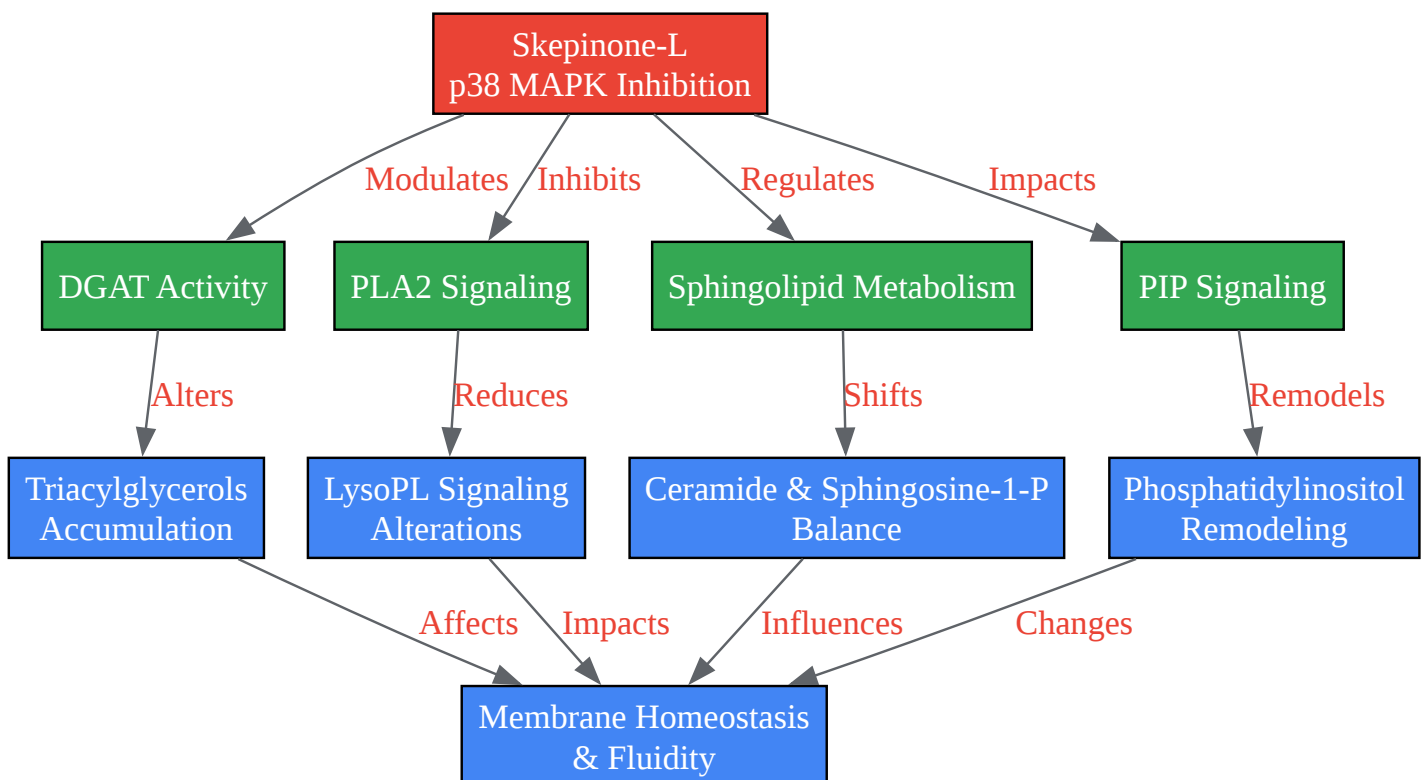 Skepinone-L
p38 MAPK Inhibition
Modulates
Inhibits
Regulates
Impacts
DGAT Activity
PLA2 Signaling
Sphingolipid Metabolism
PIP Signaling
Alters
Reduces
Shifts
Remodels
Triacylglycerols
Accumulation
LysoPL Signaling
Alterations
Ceramide & Sphingosine-1-P
Balance
Phosphatidylinositol
Remodeling
Affects
Impacts
Influences
Changes
Membrane Homeostasis
& Fluidity